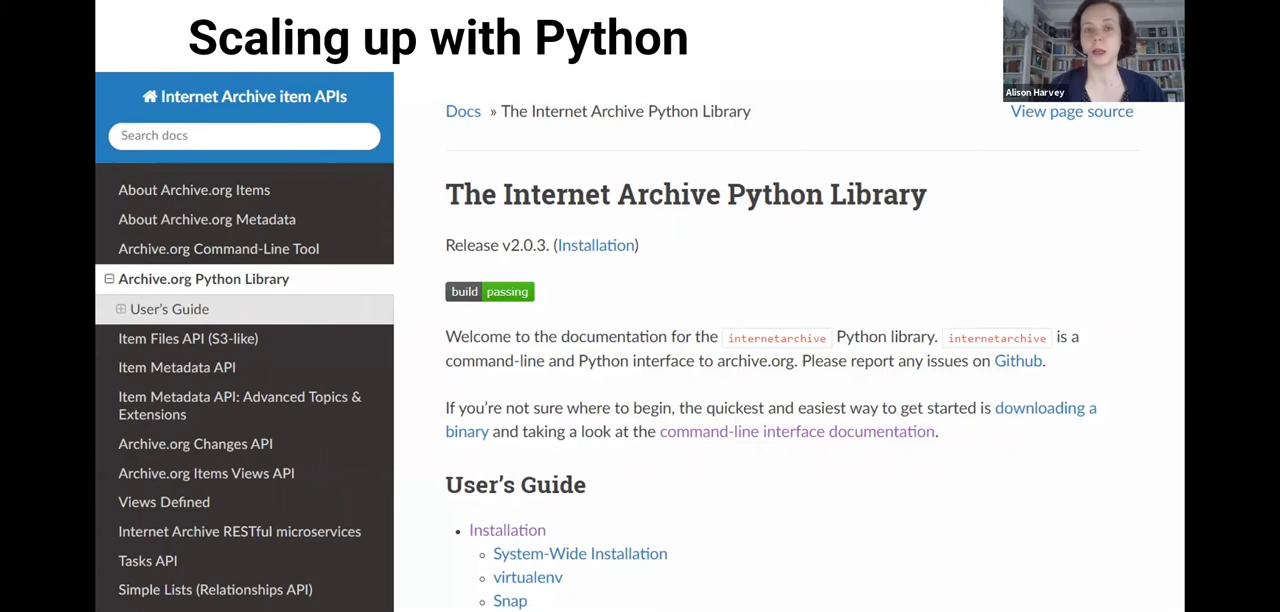 Scaling up with Python
Alison Harvey
Internet Archive item APIs
Search docs
About Archive.org Items
About Archive.org Metadata
Archive.org Command-Line Tool
Archive.org Python Library
User's Guide
Item Files API (S3-like)
Item Metadata API
Item Metadata API: Advanced Topics &
Extensions
Archive.org Changes API
Archive.org Items Views API
Views Defined
Internet Archive RESTful microservices
Tasks API
Simple Lists (Relationships API)
Docs » The Internet Archive Python Library
View page source
The Internet Archive Python Library
Release v2.0.3. (Installation)
build passing
Welcome to the documentation for the internetarchive Python library. internetarchive is a
command-line and Python interface to archive.org. Please report any issues on Github.
If you're not sure where to begin, the quickest and easiest way to get started is downloading a
binary and taking a look at the command-line interface documentation.
User's Guide
• Installation
◦ System-Wide Installation
◦ virtualenv
◦ Snap